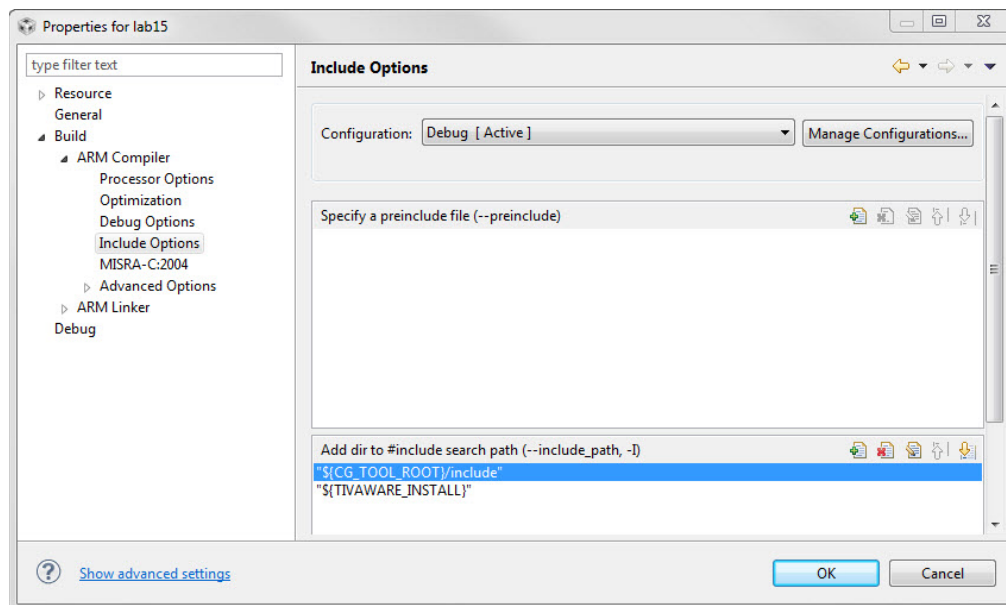 Properties for lab15
type filter text
Resource
General
Build
ARM Compiler
Processor Options
Optimization
Debug Options
Include Options
MISRA-C:2004
Advanced Options
ARM Linker
Debug
Include Options
Configuration: Debug [ Active ] Manage Configurations...
Specify a preinclude file (--preinclude)
Add dir to #include search path (--include_path, -I)
"${CG_TOOL_ROOT}/include"
"${TIVAWARE_INSTALL}"
Show advanced settings
OK Cancel